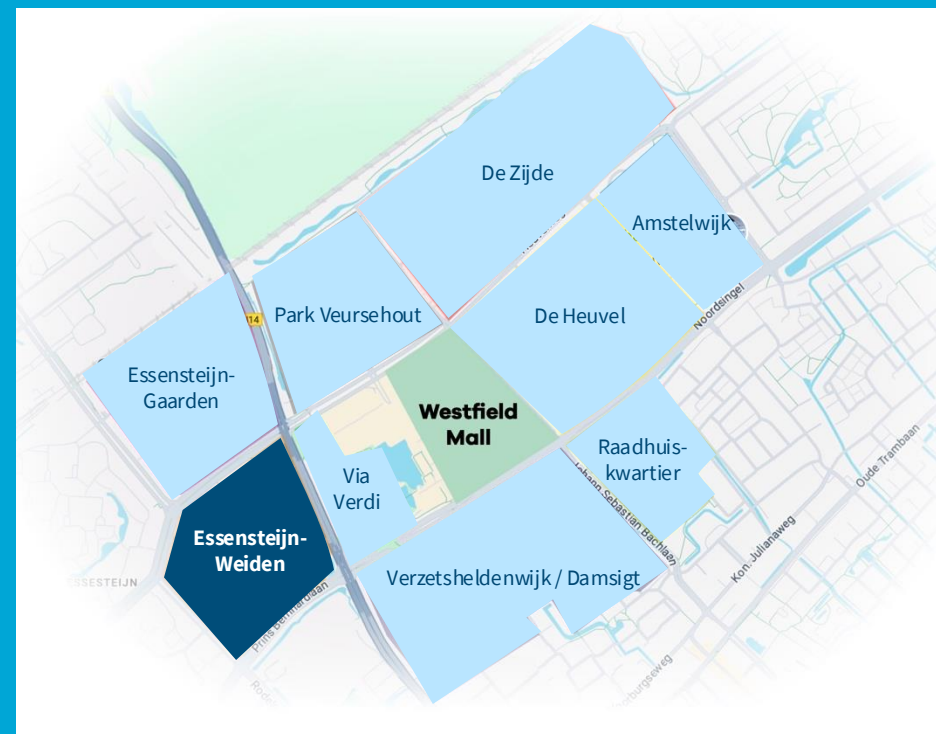 De Zijde
Amstelwijk
Park Veursehout
De Heuvel
Noordsingel
14
Essensteijn-
Gaarden
Westfield
Mall
Raadhuis-
kwartier
Via
Verdi
Johann Sebastian Bachlaan
Oude Trambaan
Kon. Julianaweg
Essensteijn-
Weiden
ESSESTEIJN
Verzetsheldenwijk / Damsigt
Prins Bernhardlaan